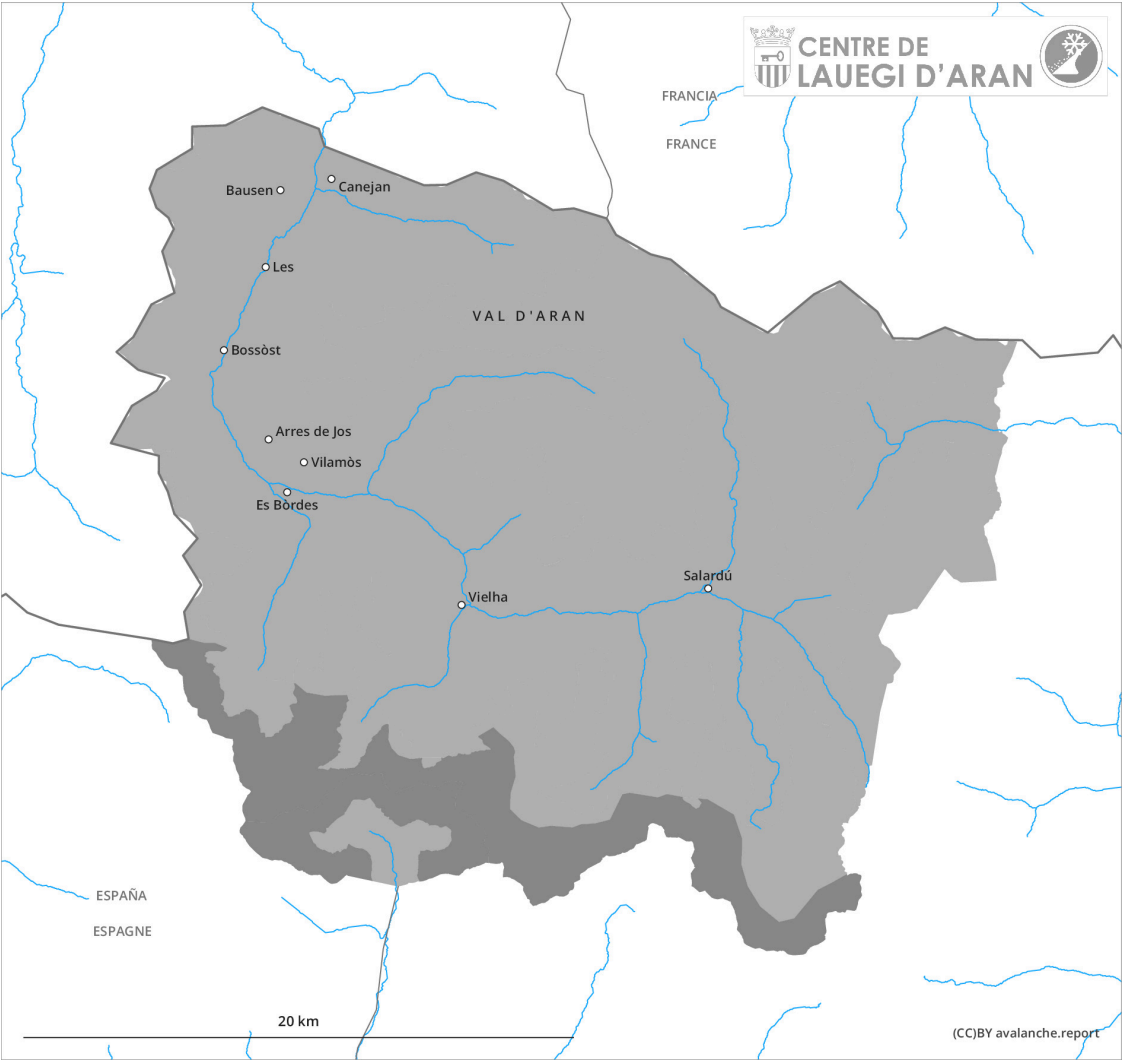 CENTRE DE
LAUEGI D'ARAN
FRANCIA
FRANCE
Bausen
Canejan
Les
VAL D'ARAN
Bossòst
Arres de Jos
Vilamòs
Es Bòrdes
Salardú
Vielha
ESPAÑA
ESPAGNE
20 km
(CC)BY avalanche.report